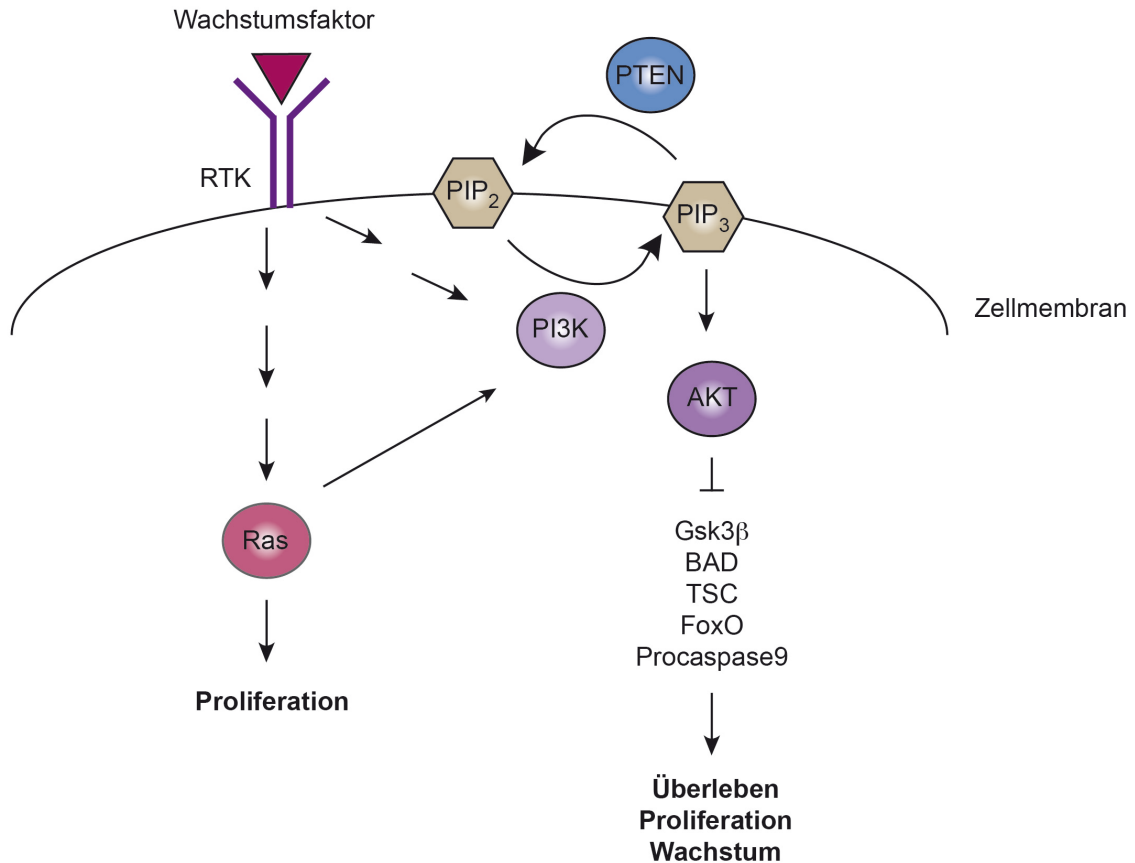 Wachstumsfaktor
PTEN
RTK
PIP2
PIP3
Zellmembran
PI3K
AKT
Ras
Gsk3β
BAD
TSC
FoxO
Procaspase9
Proliferation
Überleben
Proliferation
Wachstum